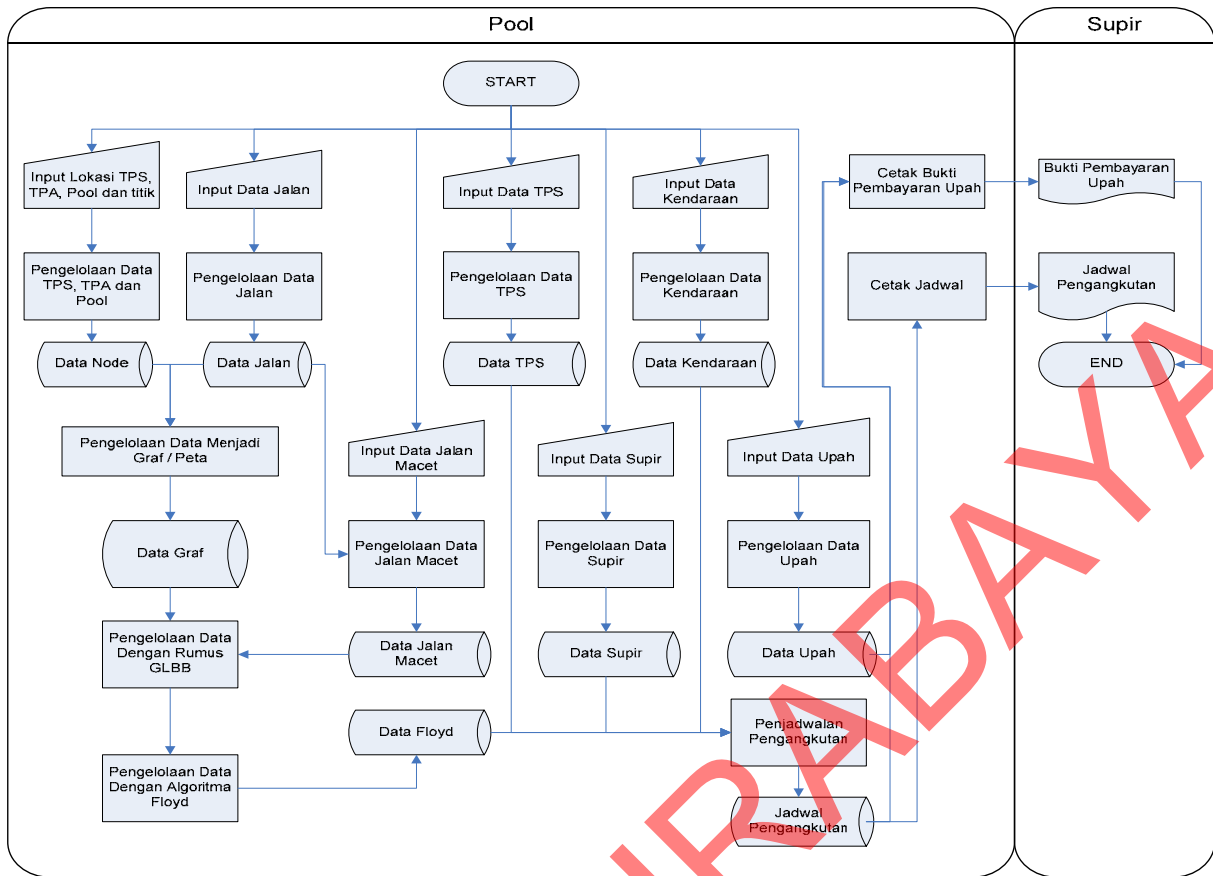 Pool
Supir
START
Input Lokasi TPS,
TPA, Pool dan titik
Input Data Jalan
Input Data TPS
Input Data
Kendaraan
Cetak Bukti
Pembayaran Upah
Bukti Pembayaran
Upah
Pengelolaan Data
TPS, TPA dan
Pool
Pengelolaan Data
Jalan
Pengelolaan Data
TPS
Pengelolaan Data
Kendaraan
Cetak Jadwal
Jadwal
Pengangkutan
Data Node
Data Jalan
Data TPS
Data Kendaraan
END
Pengelolaan Data Menjadi
Graf / Peta
Input Data Jalan
Macet
Input Data Supir
Input Data Upah
Data Graf
Pengelolaan Data
Jalan Macet
Pengelolaan Data
Supir
Pengelolaan Data
Upah
Pengelolaan Data
Dengan Rumus
GLBB
Data Jalan
Macet
Data Supir
Data Upah
Data Floyd
Penjadwalan
Pengangkutan
Pengelolaan Data
Dengan Algoritma
Floyd
Jadwal
Pengangkutan
URABAYA